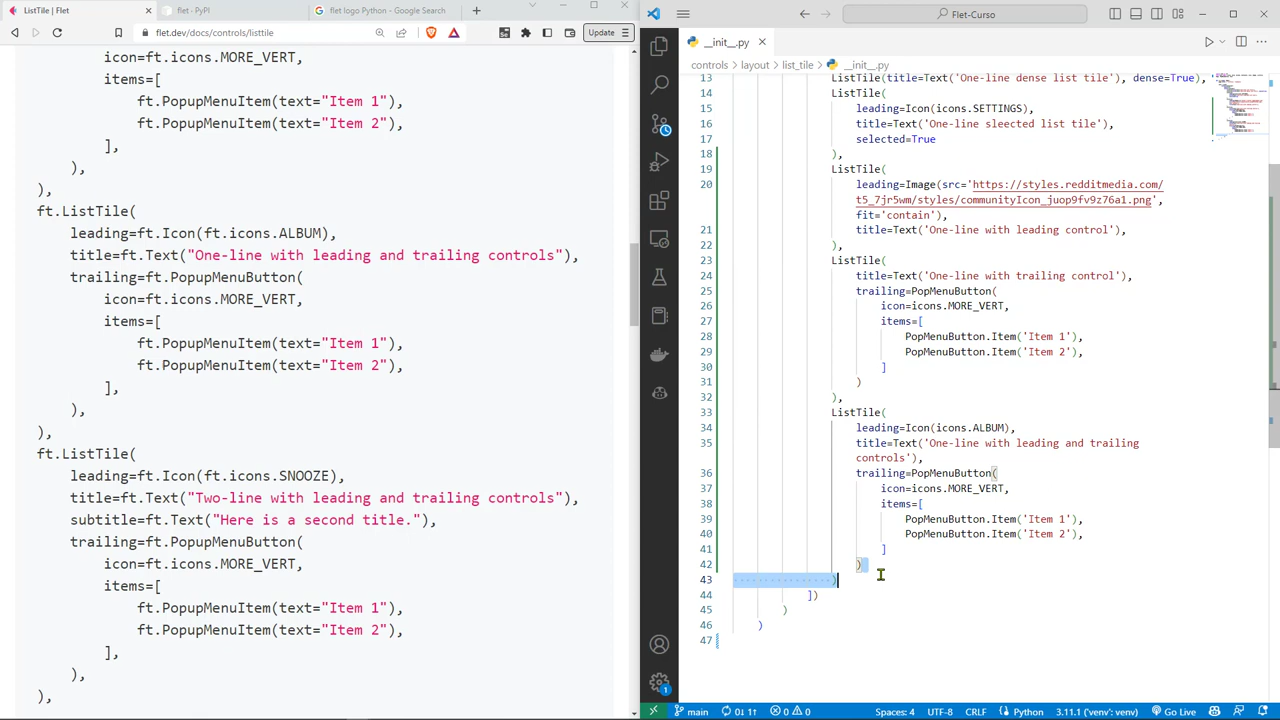 ListTile | Flet
flet · PyPI
flet logo Python - Google Search
flet.dev/docs/controls/listtile
Update
icon=ft.icons.MORE_VERT,
items=[
ft.PopupMenuItem(text="Item 1"),
ft.PopupMenuItem(text="Item 2"),
],
),
),
ft.ListTile(
leading=ft.Icon(ft.icons.ALBUM),
title=ft.Text("One-line with leading and trailing controls"),
trailing=ft.PopupMenuButton(
icon=ft.icons.MORE_VERT,
items=[
ft.PopupMenuItem(text="Item 1"),
ft.PopupMenuItem(text="Item 2"),
],
),
),
ft.ListTile(
leading=ft.Icon(ft.icons.SNOOZE),
title=ft.Text("Two-line with leading and trailing controls"),
subtitle=ft.Text("Here is a second title."),
trailing=ft.PopupMenuButton(
icon=ft.icons.MORE_VERT,
items=[
ft.PopupMenuItem(text="Item 1"),
ft.PopupMenuItem(text="Item 2"),
],
),
),
Flet-Curso
__init__.py
controls > layout > list_tile > __init__.py
13 ListTile(title=Text('One-line dense list tile'), dense=True),
14 ListTile(
15 leading=Icon(icons.SETTINGS),
16 title=Text('One-line seleected list tile'),
17 selected=True
18 ),
19 ListTile(
20 leading=Image(src='https://styles.redditmedia.com/
t5_7jr5wm/styles/communityIcon_juop9fv9z76a1.png',
fit='contain'),
21 title=Text('One-line with leading control'),
22 ),
23 ListTile(
24 title=Text('One-line with trailing control'),
25 trailing=PopMenuButton(
26 icon=icons.MORE_VERT,
27 items=[
28 PopMenuButton.Item('Item 1'),
29 PopMenuButton.Item('Item 2'),
30 ]
31 )
32 ),
33 ListTile(
34 leading=Icon(icons.ALBUM),
35 title=Text('One-line with leading and trailing
controls'),
36 trailing=PopMenuButton(
37 icon=icons.MORE_VERT,
38 items=[
39 PopMenuButton.Item('Item 1'),
40 PopMenuButton.Item('Item 2'),
41 ]
42 )
43 )
44 ])
45 )
46 )
47
1
main 0↓ 1↑ 0 0 Spaces: 4 UTF-8 CRLF Python 3.11.1 ('venv': venv) Go Live